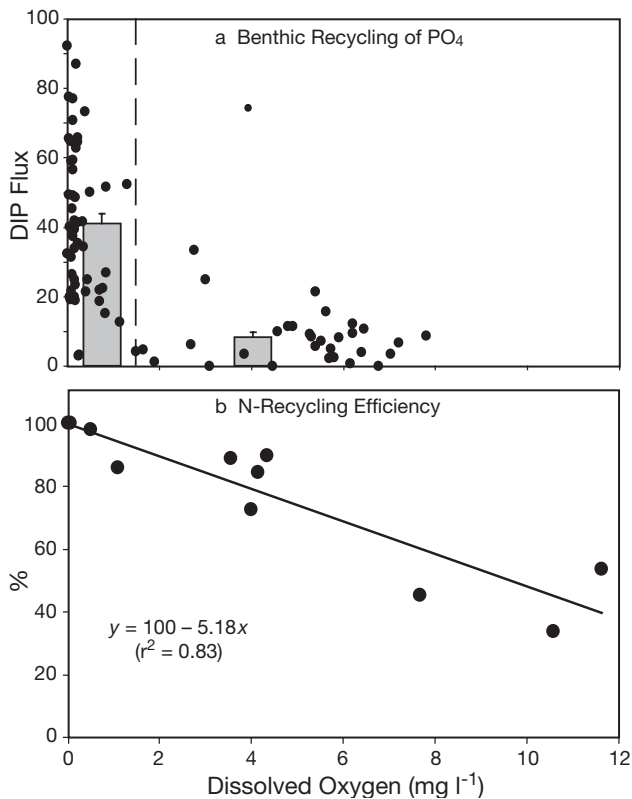 a Benthic Recycling of PO₄
100
80
60
40
20
0
DIP Flux
b N-Recycling Efficiency
100
80
60
40
20
0
%
y = 100 – 5.18x
(r² = 0.83)
0 2 4 6 8 10 12
Dissolved Oxygen (mg l⁻¹)